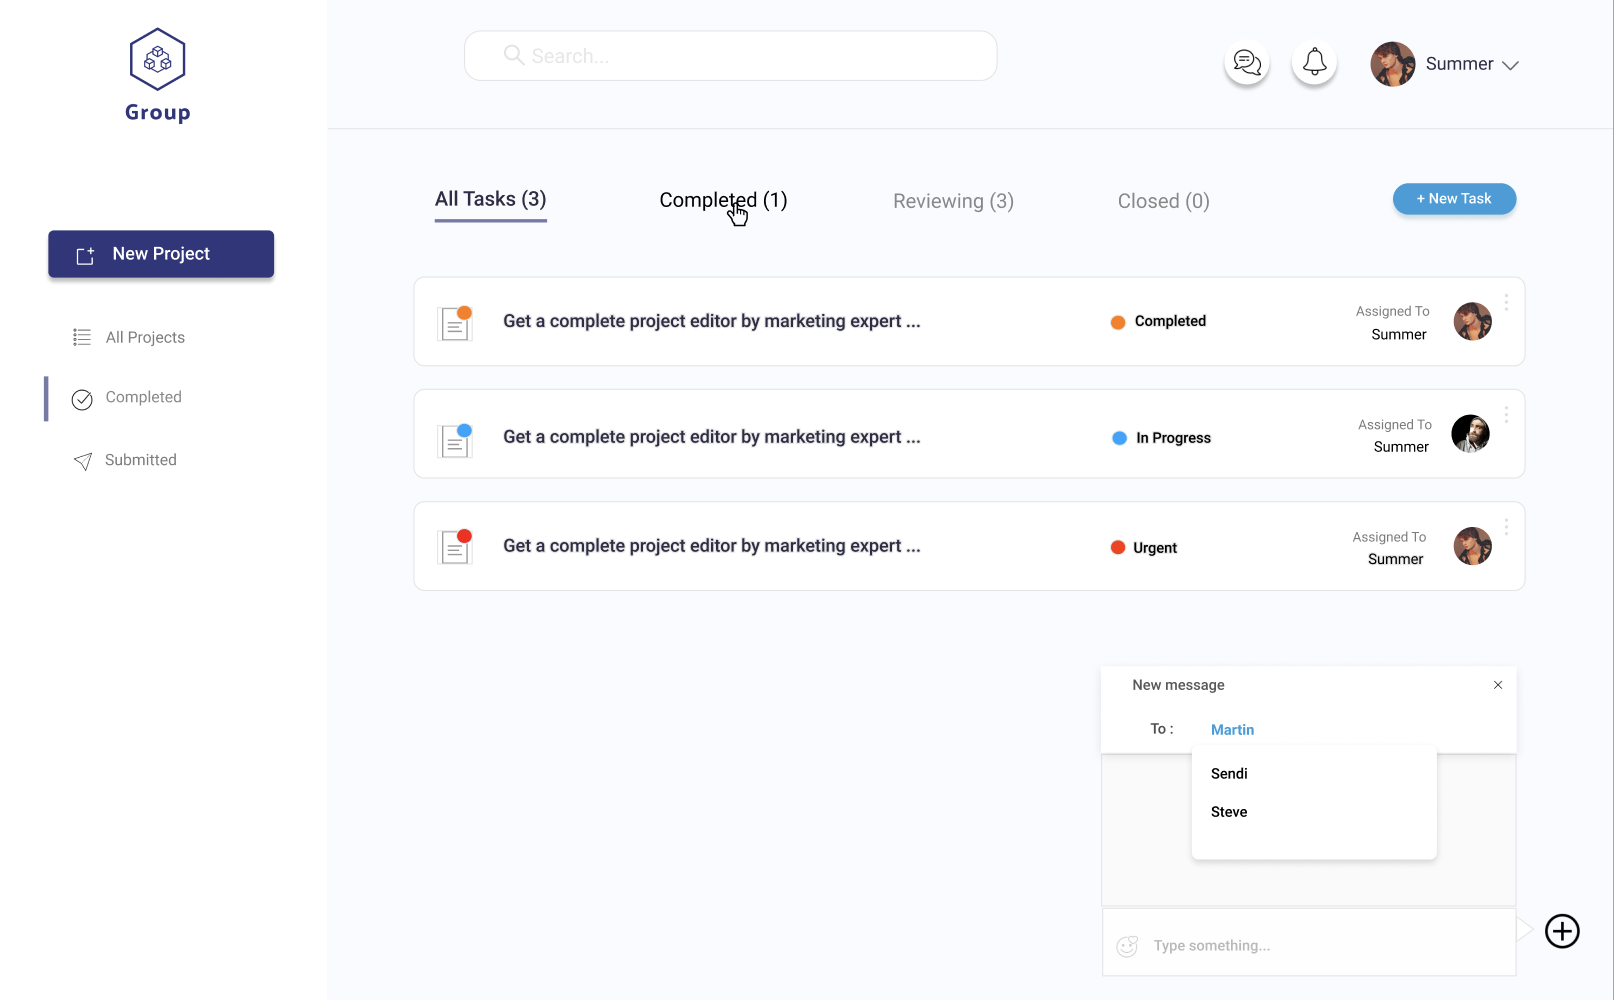 Group
Search...
Summer
New Project
All Projects
Completed
Submitted
All Tasks (3)
Completed (1)
Reviewing (3)
Closed (0)
+ New Task
Get a complete project editor by marketing expert ...
Completed
Assigned To
Summer
Get a complete project editor by marketing expert ...
In Progress
Assigned To
Summer
Get a complete project editor by marketing expert ...
Urgent
Assigned To
Summer
New message
To : Martin
Sendi
Steve
Type something...